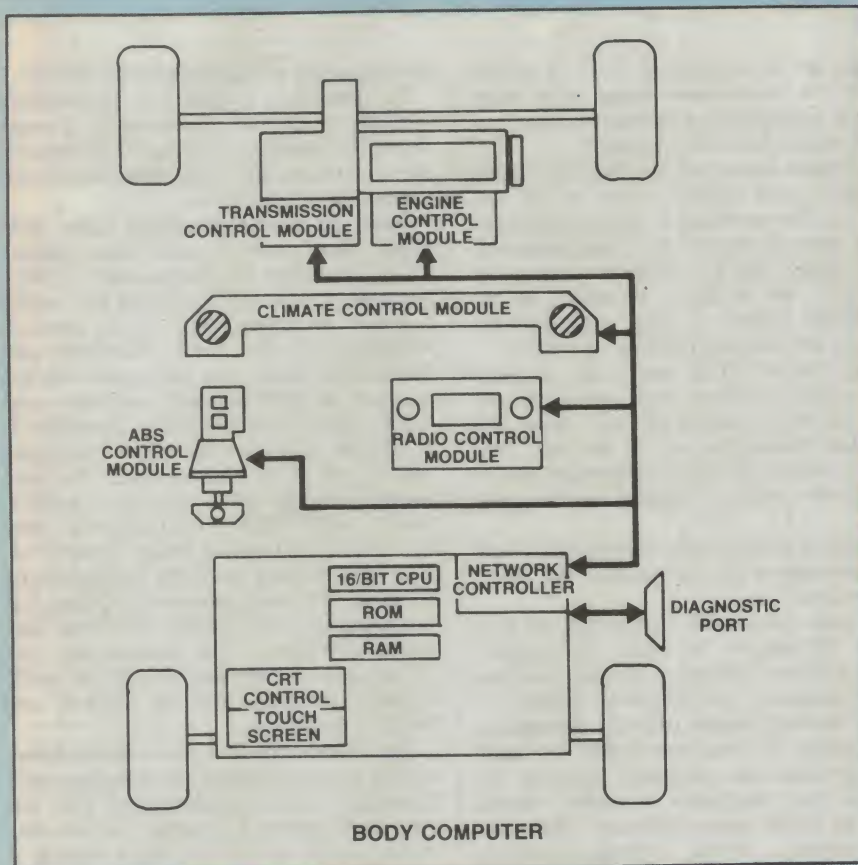 TRANSMISSION
CONTROL MODULE
ENGINE
CONTROL
MODULE
CLIMATE CONTROL MODULE
ABS
CONTROL
MODULE
RADIO CONTROL
MODULE
16/BIT CPU
ROM
RAM
NETWORK
CONTROLLER
DIAGNOSTIC
PORT
CRT
CONTROL
TOUCH
SCREEN
BODY COMPUTER